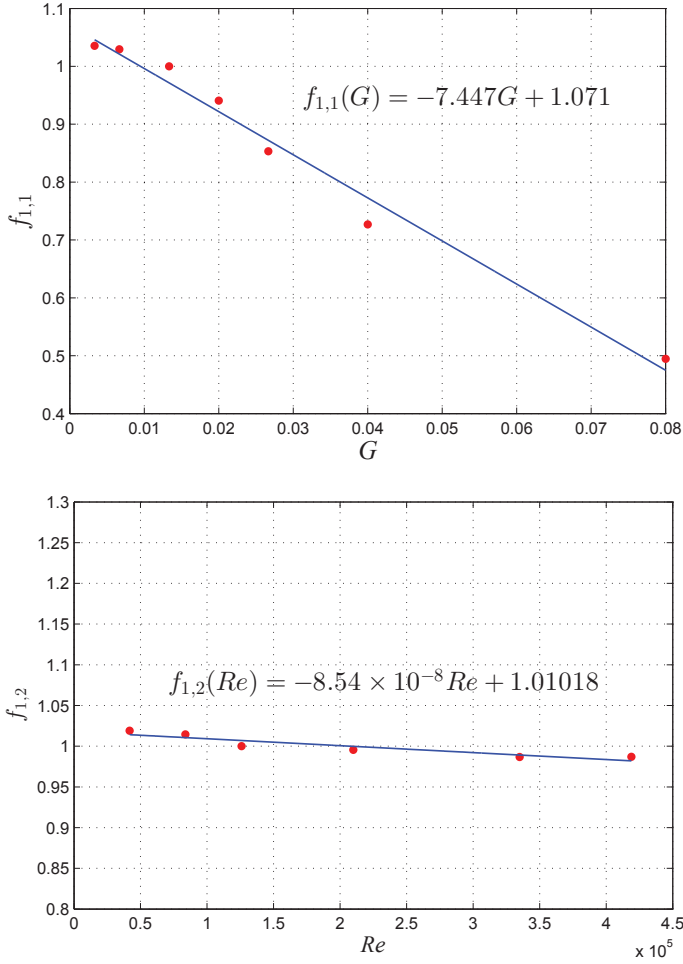 1.1
1
0.9
0.8
0.7
0.6
0.5
0.4
f₁,₁
f₁,₁(G) = −7.447G + 1.071
0 0.01 0.02 0.03 0.04 0.05 0.06 0.07 0.08
G
1.3
1.25
1.2
1.15
1.1
1.05
1
0.95
0.9
0.85
0.8
f₁,₂
f₁,₂(Re) = −8.54 × 10⁻⁸Re + 1.01018
0 0.5 1 1.5 2 2.5 3 3.5 4 4.5
Re
x 10⁵